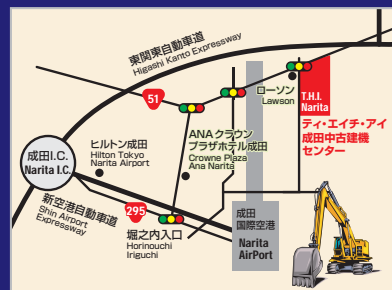 東関東自動車道
Higashi Kanto Expressway
51
ローソン
Lawson
T.H.I.
Narita
ティ・エイチ・アイ
成田中古建機
センター
ANAクラウン
プラザホテル成田
Crowne Plaza
Ana Narita
ヒルトン成田
Hilton Tokyo
Narita Airport
成田I.C.
Narita I.C.
新空港自動車道
Shin Airport
Expressway
295
堀之内入口
Horinouchi
Iriguchi
成田
国際空港
Narita
AirPort